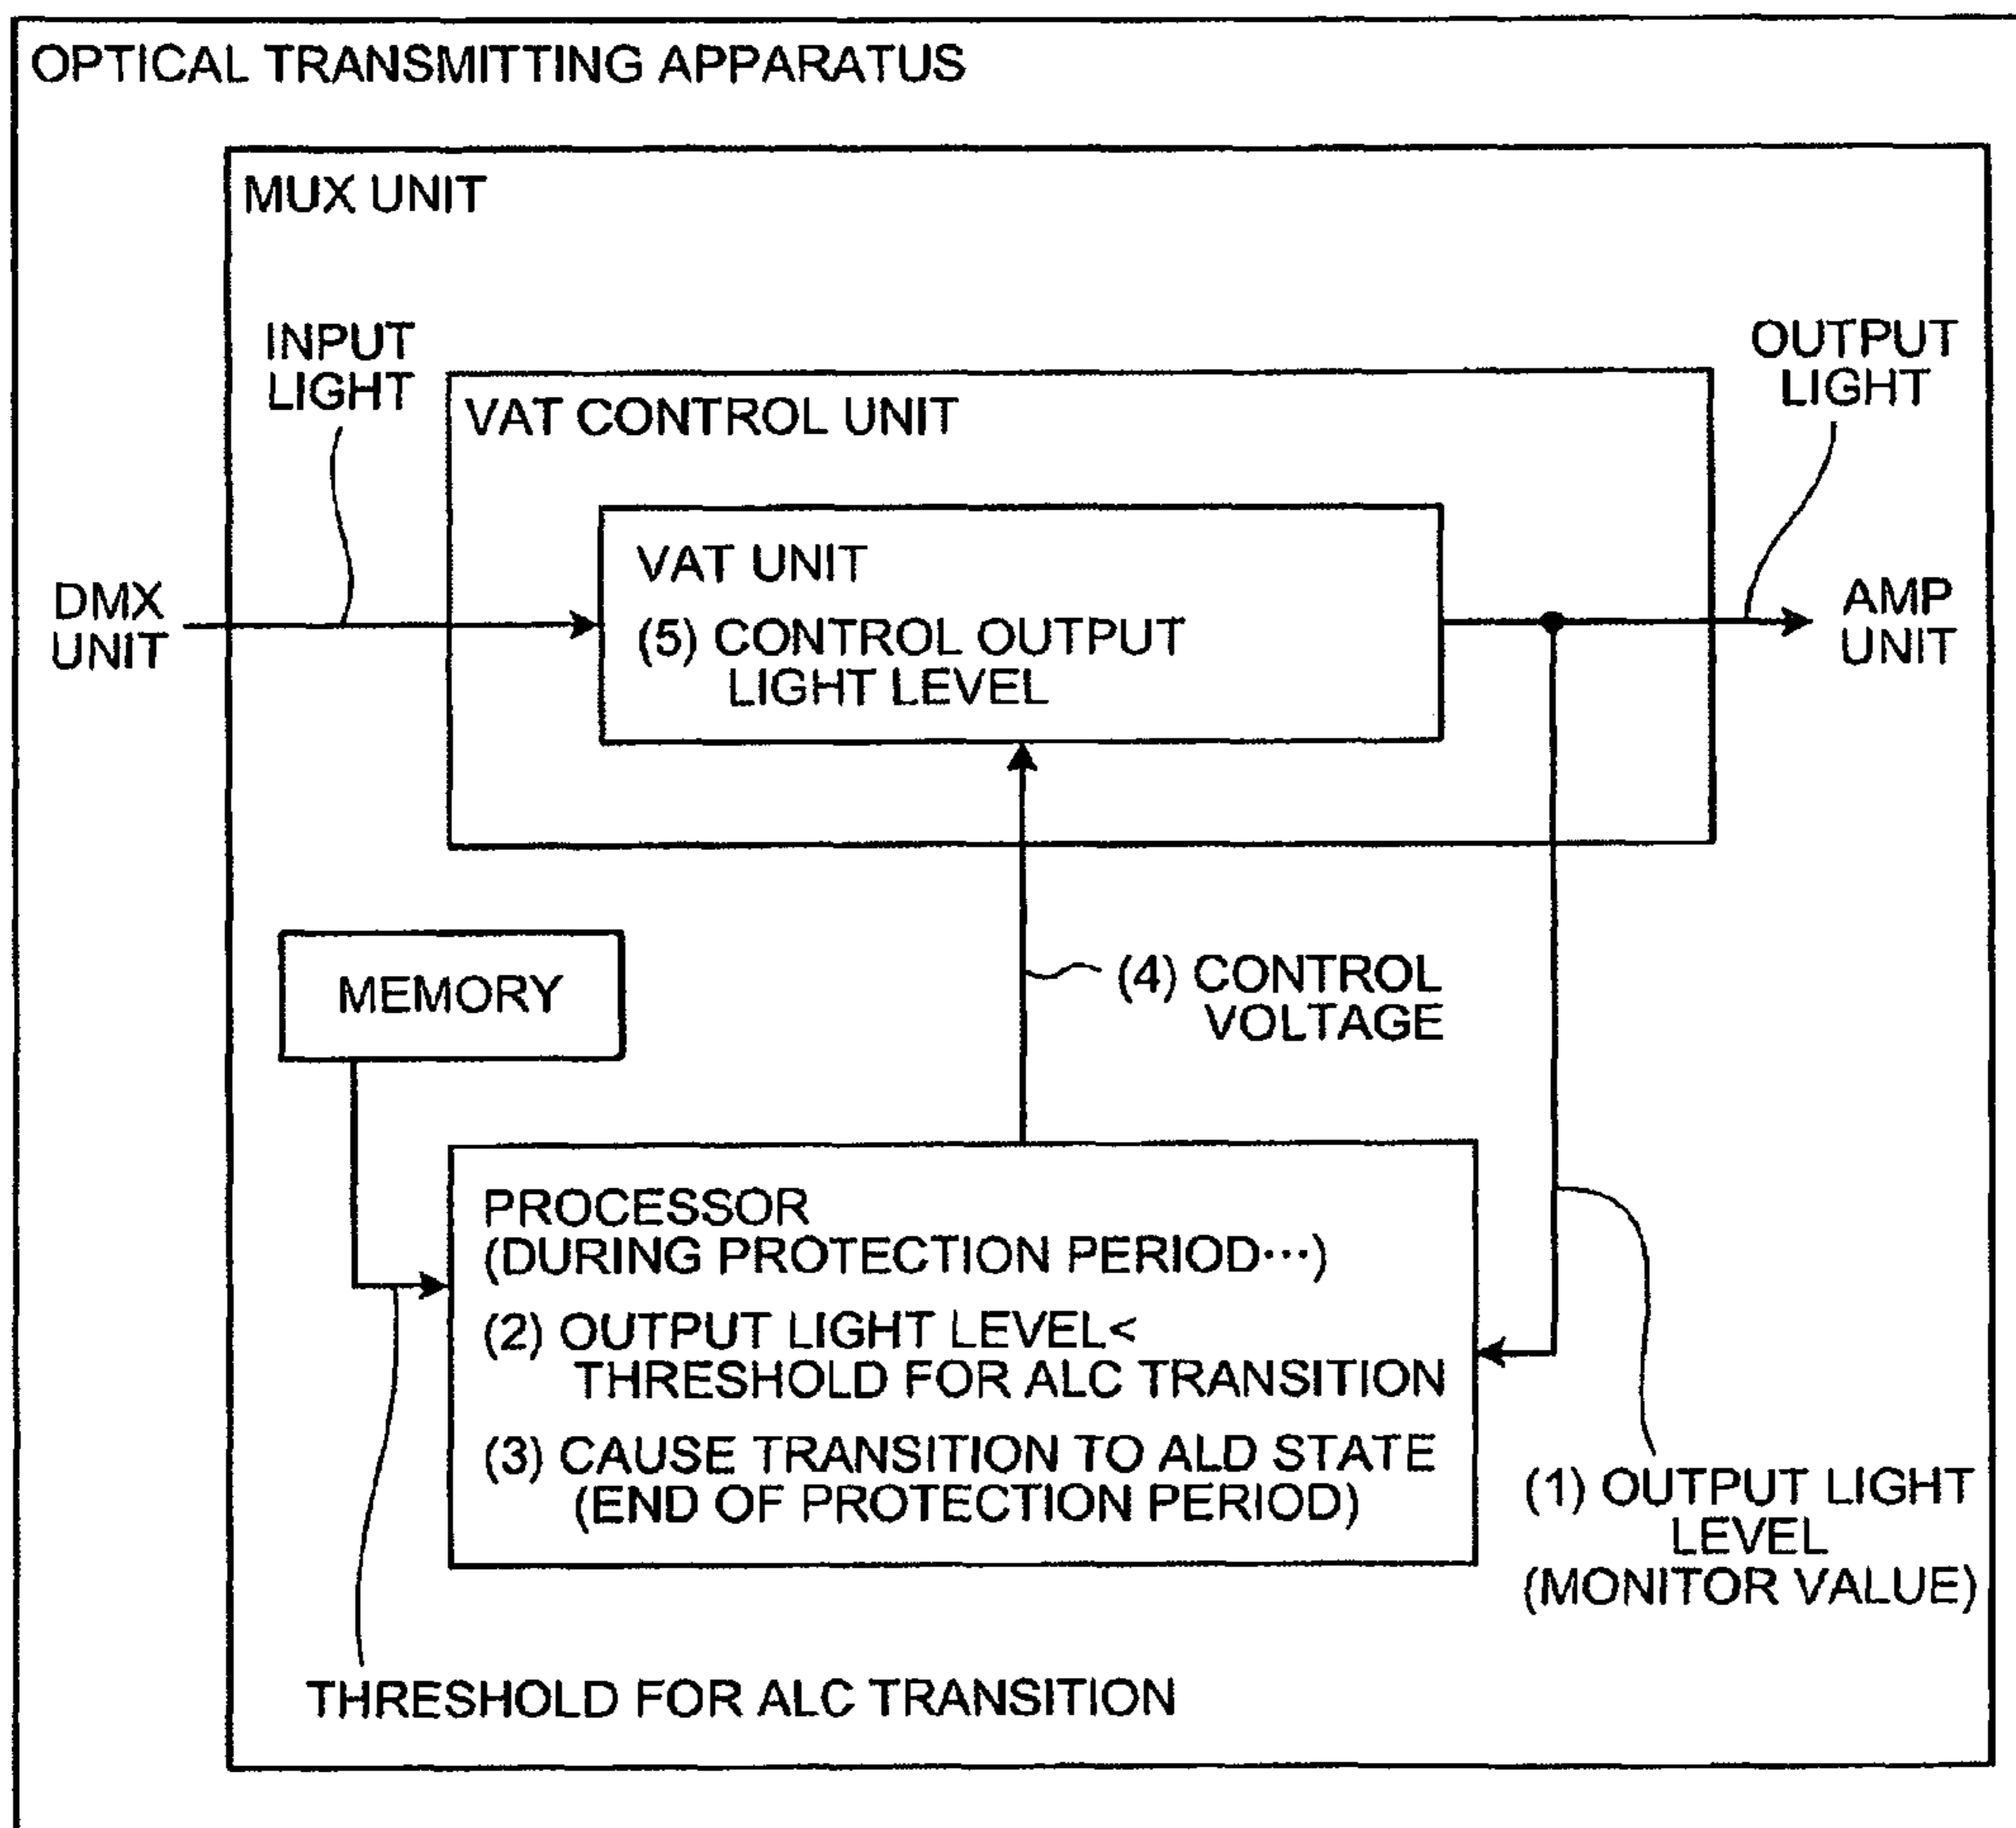 OPTICAL TRANSMITTING APPARATUS
MUX UNIT
INPUT
LIGHT
OUTPUT
LIGHT
VAT CONTROL UNIT
VAT UNIT
(5) CONTROL OUTPUT
LIGHT LEVEL
DMX
UNIT
AMP
UNIT
MEMORY
(4) CONTROL
VOLTAGE
PROCESSOR
(DURING PROTECTION PERIOD···)
(2) OUTPUT LIGHT LEVEL<
THRESHOLD FOR ALC TRANSITION
(3) CAUSE TRANSITION TO ALD STATE
(END OF PROTECTION PERIOD)
(1) OUTPUT LIGHT
LEVEL
(MONITOR VALUE)
THRESHOLD FOR ALC TRANSITION